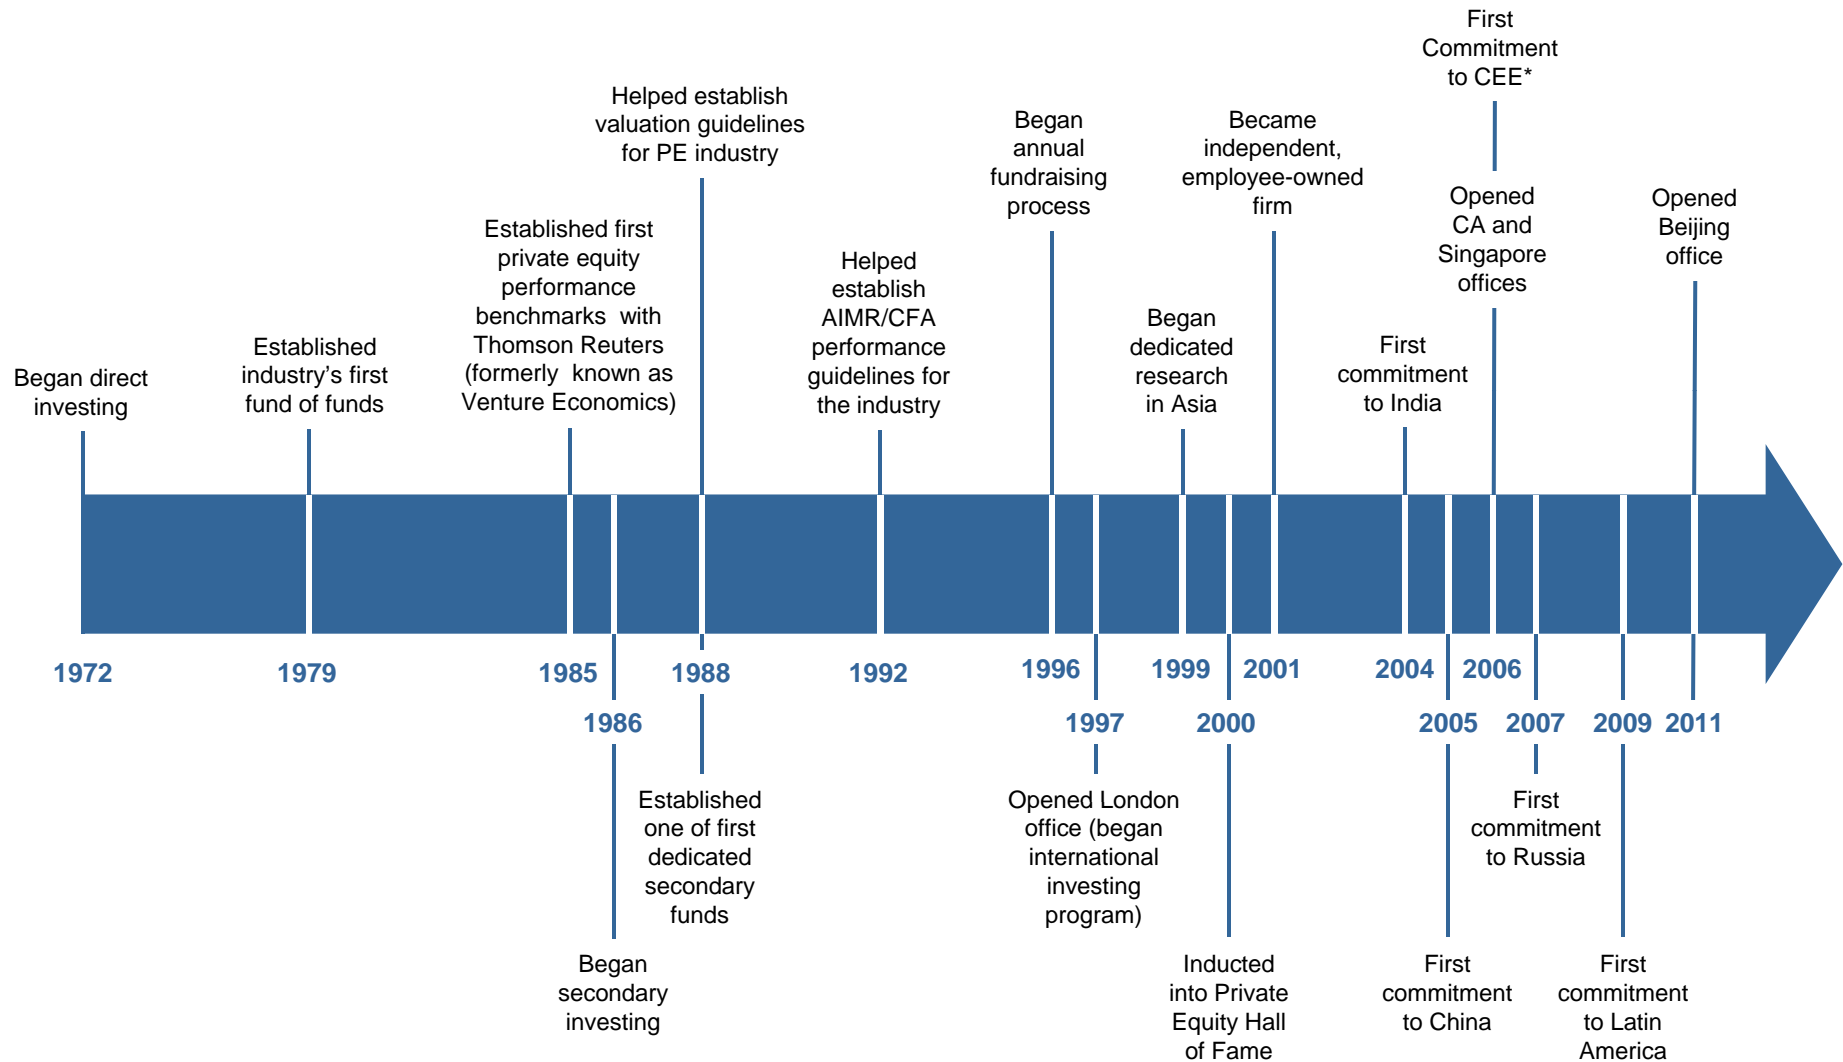 First
Commitment
to CEE*
Helped establish
valuation guidelines
for PE industry
Began
annual
fundraising
process
Became
independent,
employee-owned
firm
Opened
CA and
Singapore
offices
Opened
Beijing
office
Established first
private equity
performance
benchmarks with
Thomson Reuters
(formerly known as
Venture Economics)
Helped
establish
AIMR/CFA
performance
guidelines for
the industry
Began
dedicated
research
in Asia
First
commitment
to India
Established
industry's first
fund of funds
Began direct
investing
1972
1979
1985
1988
1992
1996
1999
2001
2004
2006
1986
1997
2000
2005
2007
2009
2011
Established
one of first
dedicated
secondary
funds
Opened London
office (began
international
investing
program)
First
commitment
to Russia
Began
secondary
investing
Inducted
into Private
Equity Hall
of Fame
First
commitment
to China
First
commitment
to Latin
America